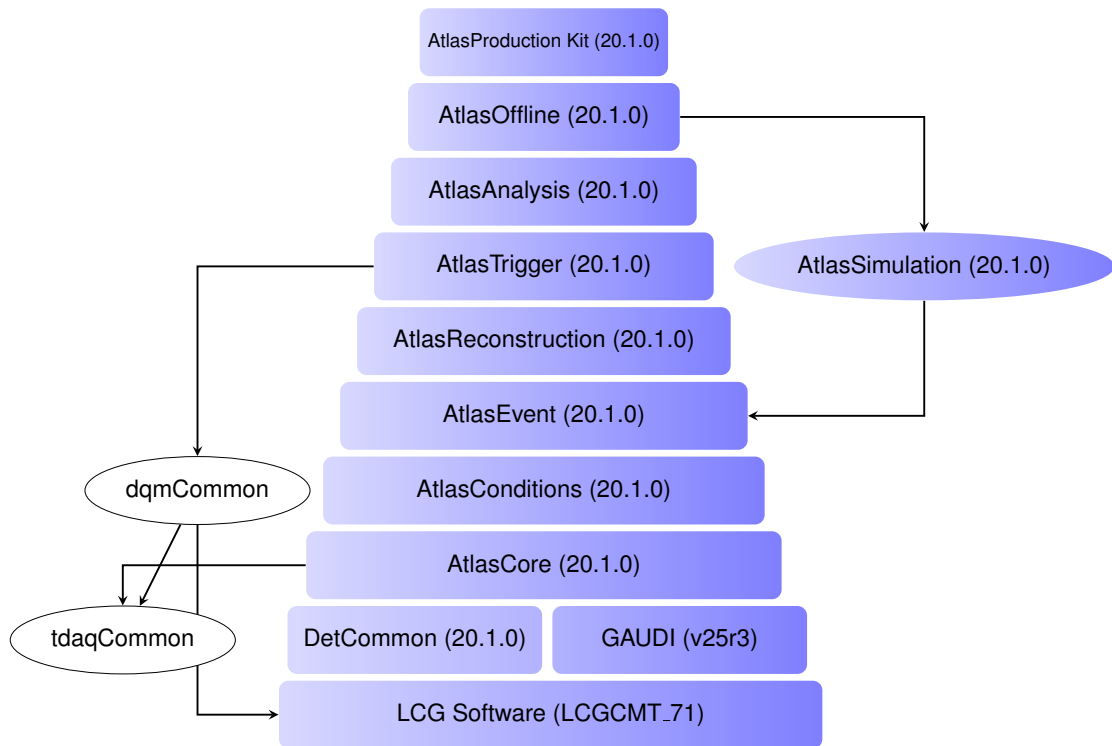 AtlasProduction Kit (20.1.0)
AtlasOffline (20.1.0)
AtlasAnalysis (20.1.0)
AtlasTrigger (20.1.0)
AtlasSimulation (20.1.0)
AtlasReconstruction (20.1.0)
AtlasEvent (20.1.0)
dqmCommon
AtlasConditions (20.1.0)
AtlasCore (20.1.0)
tdaqCommon
DetCommon (20.1.0)
GAUDI (v25r3)
LCG Software (LCGCMT_71)